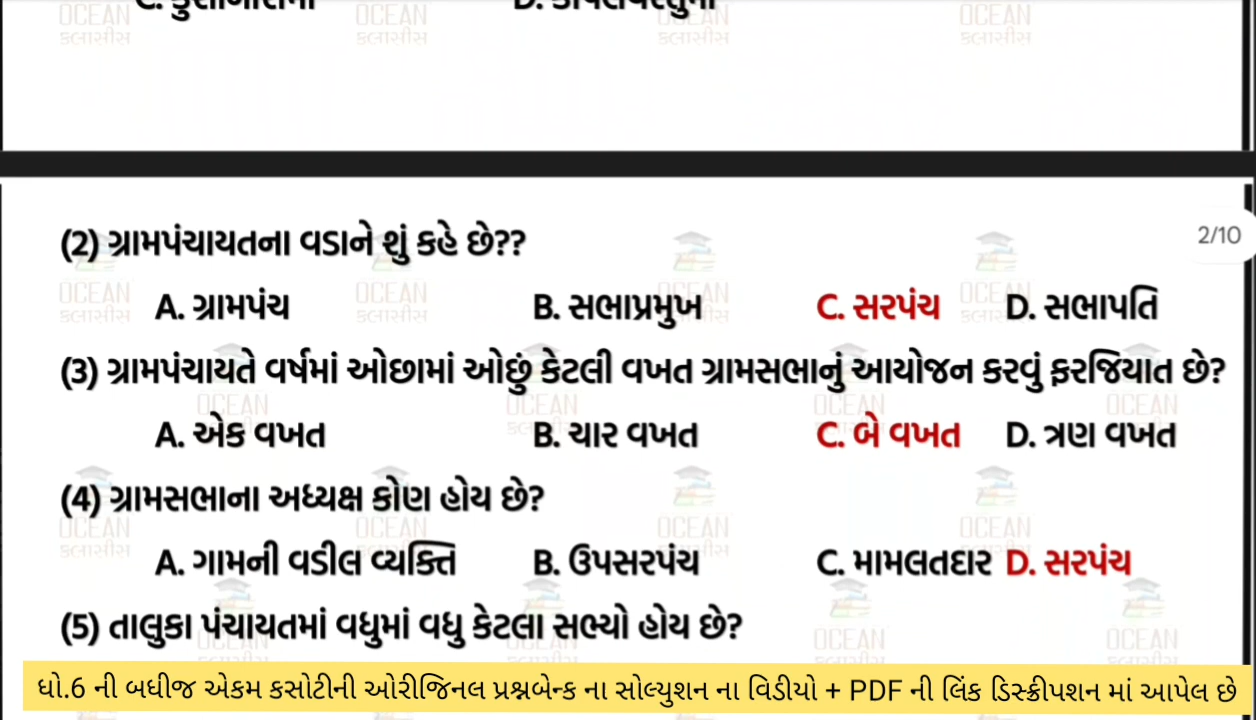 (2) ગ્રામપંચાયતના વડાને શું કહે છે??
2/10
A. ગ્રામપંચ B. સભાપ્રમુખ C. સરપંચ D. સભાપતિ
(3) ગ્રામપંચાયતે વર્ષમાં ઓછામાં ઓછું કેટલી વખત ગ્રામસભાનું આયોજન કરવું ફરજિયાત છે?
A. એક વખત B. ચાર વખત C. બે વખત D. ત્રણ વખત
(4) ગ્રામસભાના અધ્યક્ષ કોણ હોય છે?
A. ગામની વડીલ વ્યક્તિ B. ઉપસરપંચ C. મામલતદાર D. સરપંચ
(5) તાલુકા પંચાયતમાં વધુમાં વધુ કેટલા સભ્યો હોય છે?
ધો.6 ની બધીજ એકમ કસોટીની ઓરીજિનલ પ્રશ્નબેન્ક ના સોલ્યુશન ના વિડીયો + PDF ની લિંક ડિસ્ક્રીપશન માં આપેલ છે
OCEAN
ક્લાસીસ